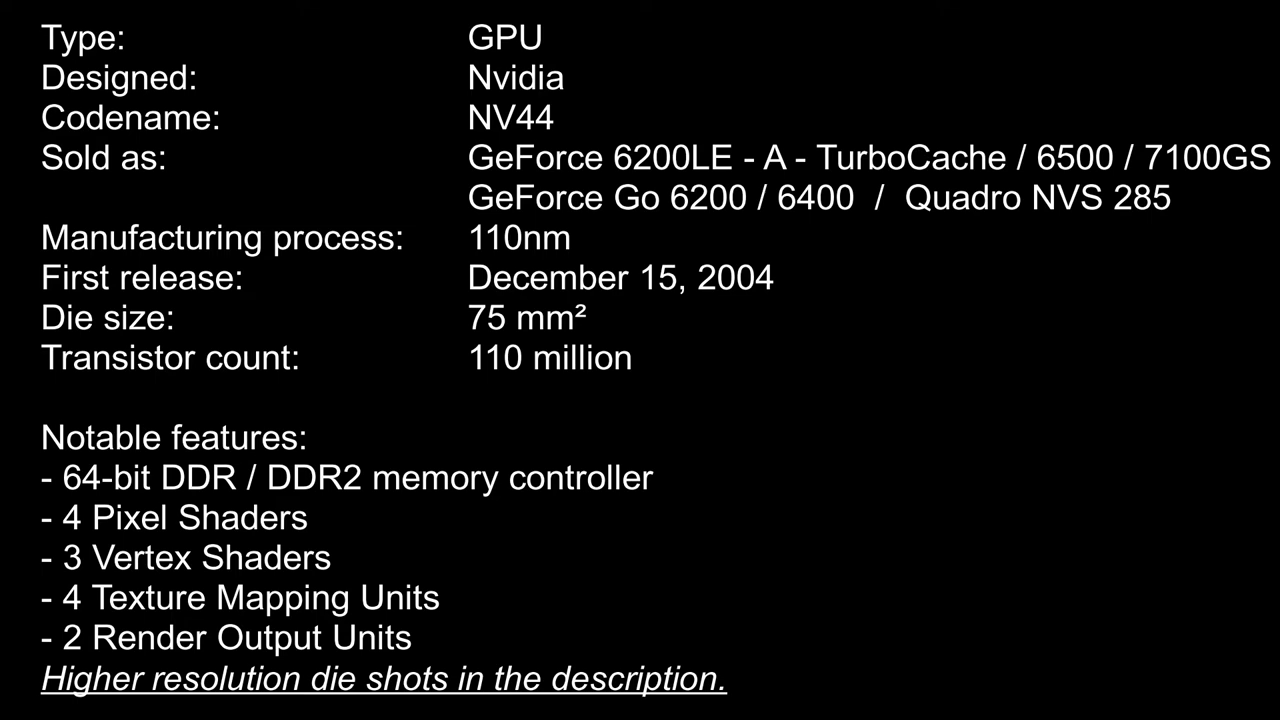 Type: GPU
Designed: Nvidia
Codename: NV44
Sold as: GeForce 6200LE - A - TurboCache / 6500 / 7100GS
GeForce Go 6200 / 6400 / Quadro NVS 285
Manufacturing process: 110nm
First release: December 15, 2004
Die size: 75 mm²
Transistor count: 110 million
Notable features:
- 64-bit DDR / DDR2 memory controller
- 4 Pixel Shaders
- 3 Vertex Shaders
- 4 Texture Mapping Units
- 2 Render Output Units
Higher resolution die shots in the description.